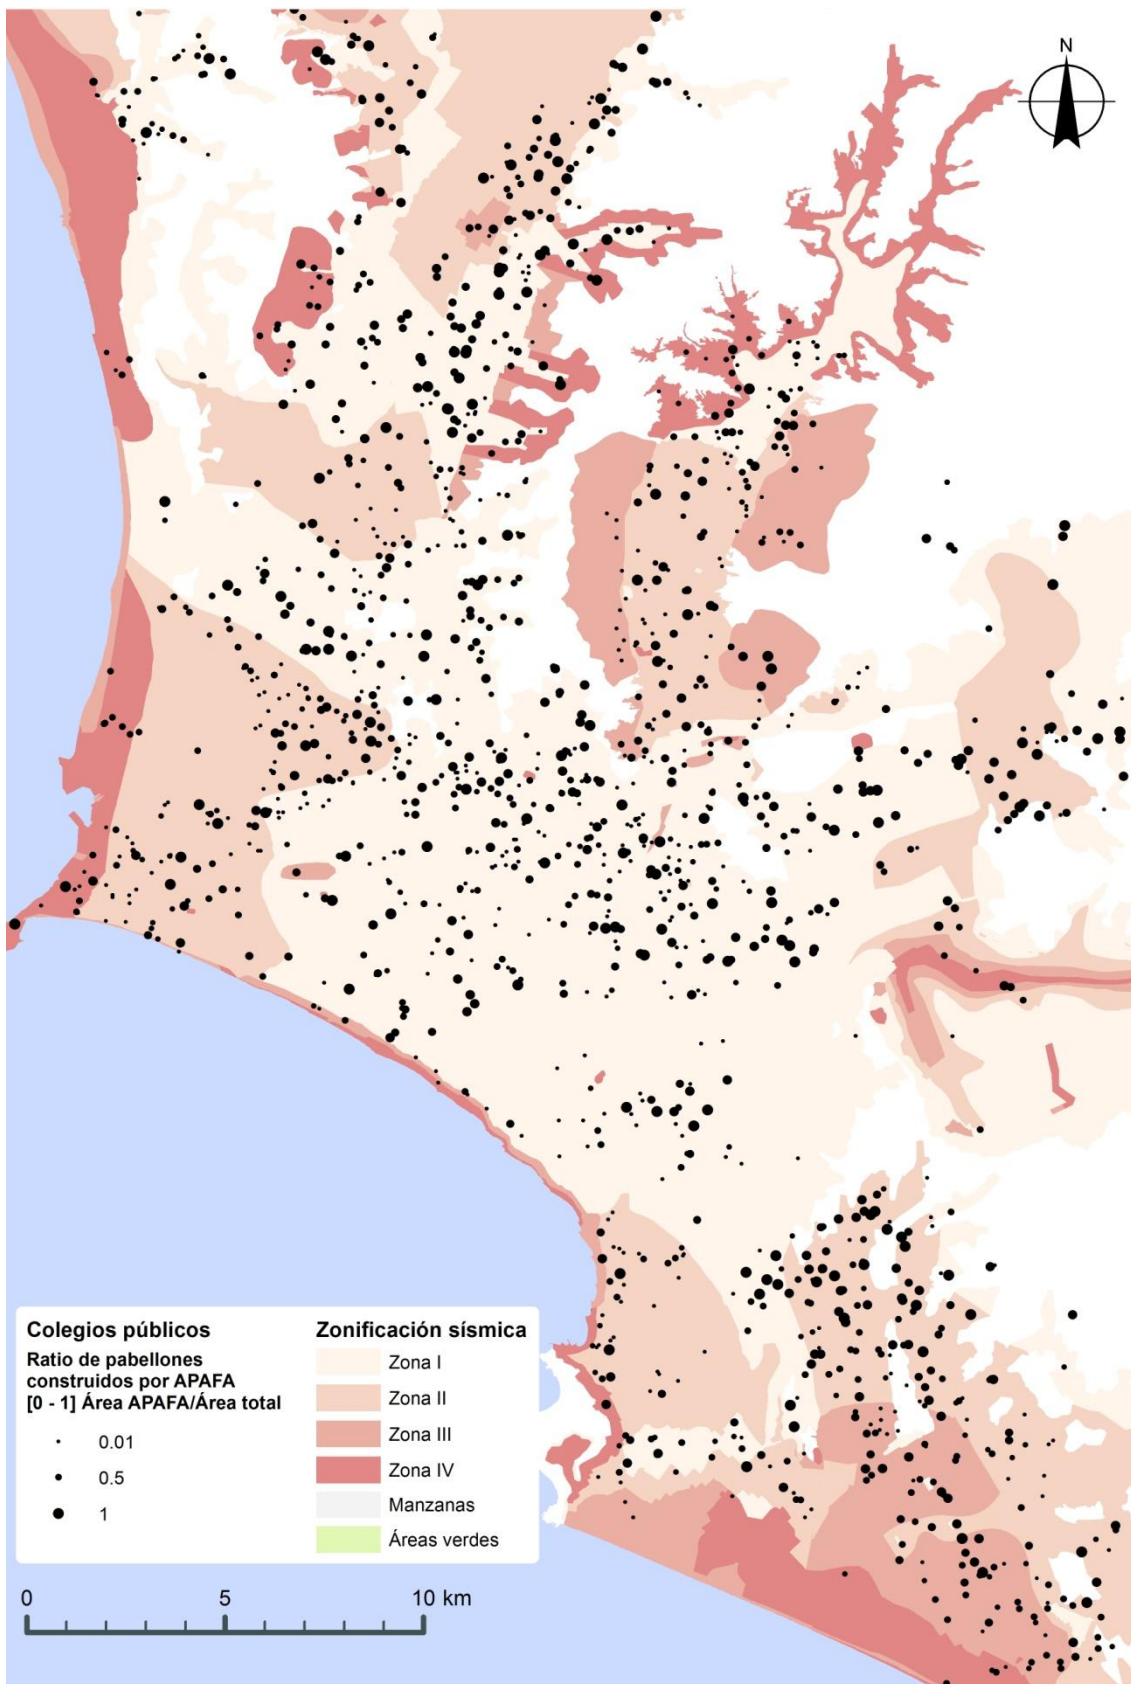 N
Colegios públicos
Ratio de pabellones
construidos por APAFA
[0 - 1] Área APAFA/Área total
0.01
0.5
1
Zonificación sísmica
Zona I
Zona II
Zona III
Zona IV
Manzanas
Áreas verdes
0 5 10 km